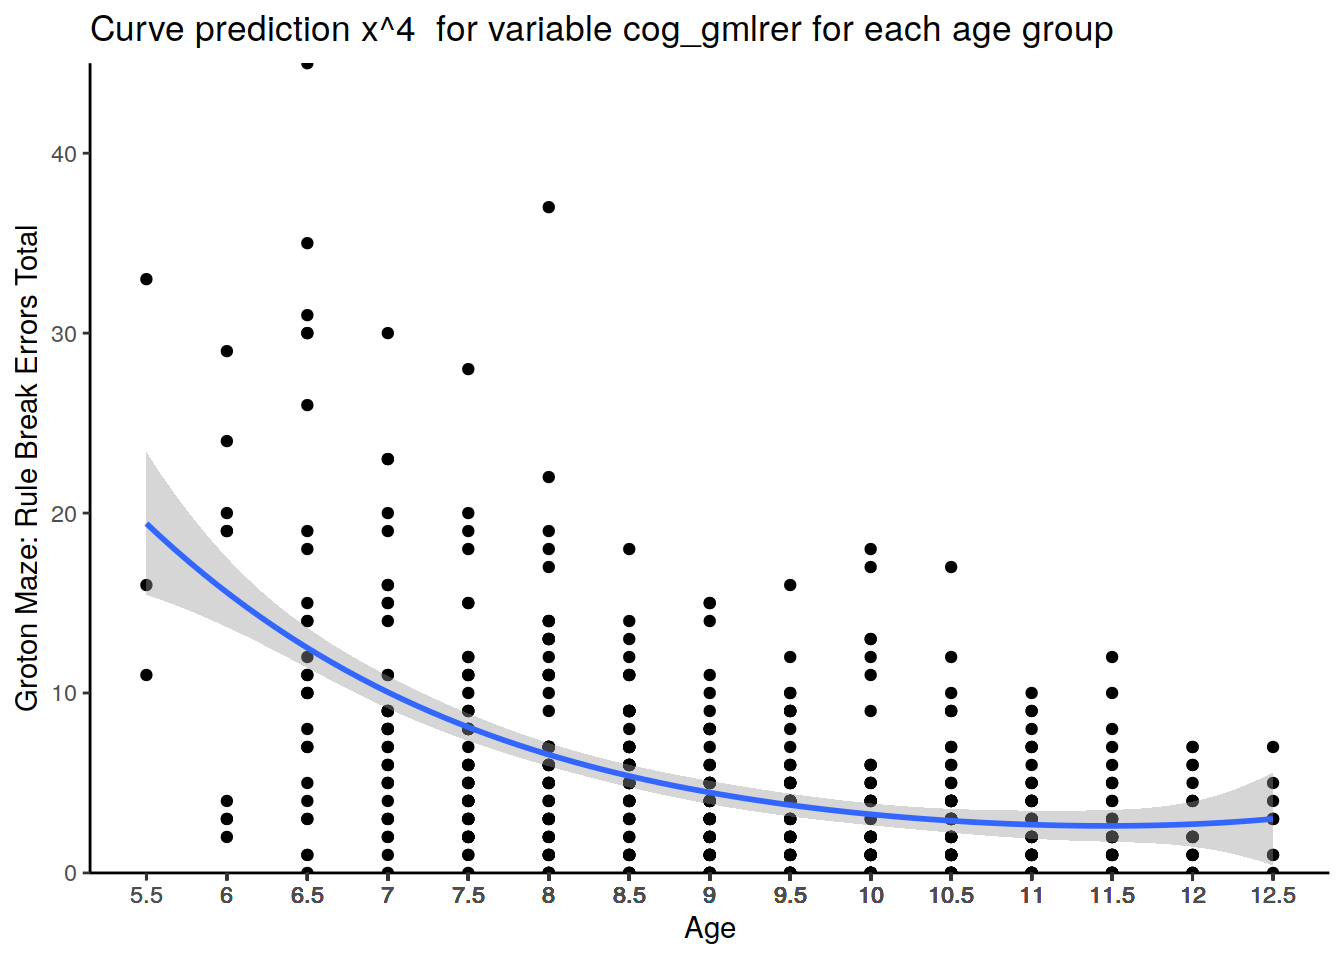 Curve prediction x^4  for variable cog_gmlrer for each age group
Groton Maze: Rule Break Errors Total
40
30
20
10
0
5.5 6 6.5 7 7.5 8 8.5 9 9.5 10 10.5 11 11.5 12 12.5
Age